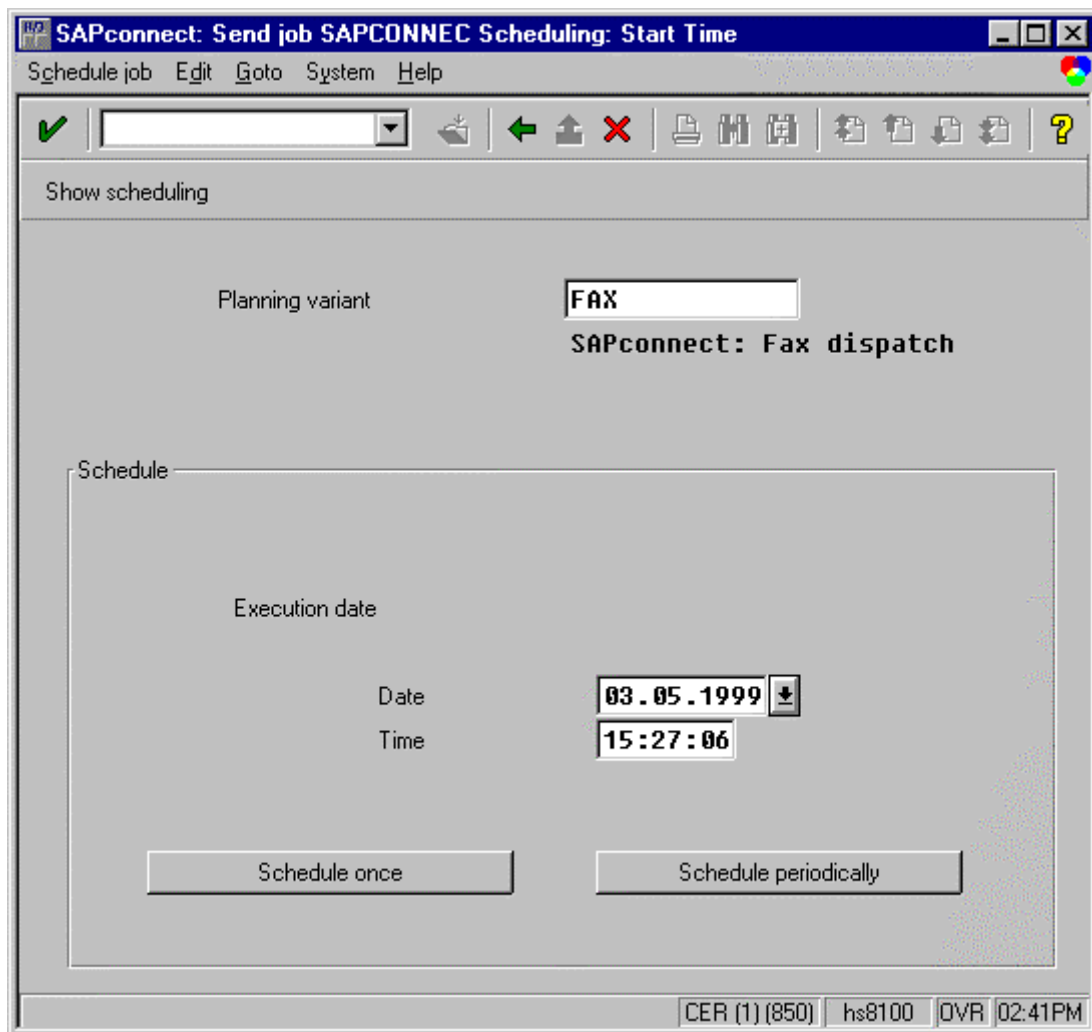 SAPconnect: Send job SAPCONNEC Scheduling: Start Time
Schedule job Edit Goto System Help
Show scheduling
Planning variant FAX
SAPconnect: Fax dispatch
Schedule
Execution date
Date 03.05.1999
Time 15:27:06
Schedule once Schedule periodically
CER (1) (850) hs8100 OVR 02:41PM